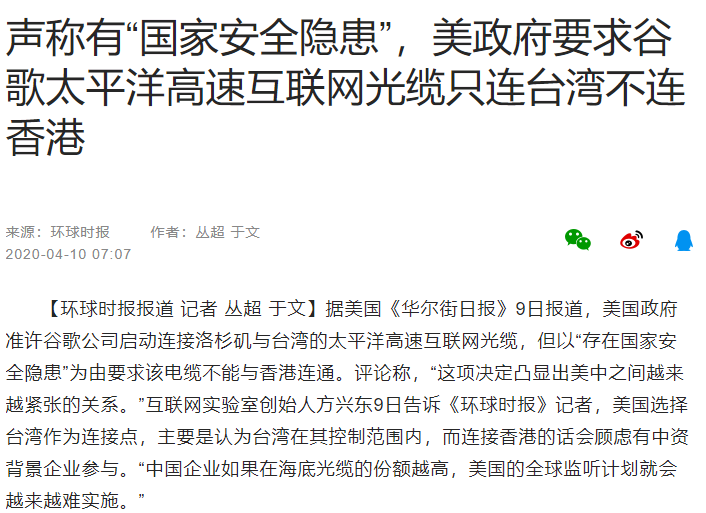 声称有“国家安全隐患”，美政府要求谷
歌太平洋高速互联网光缆只连台湾不连
香港
来源：环球时报 作者：丛超 于文
2020-04-10 07:07
【环球时报报道 记者 丛超 于文】据美国《华尔街日报》9日报道，美国政府
准许谷歌公司启动连接洛杉矶与台湾的太平洋高速互联网光缆，但以“存在国家安
全隐患”为由要求该电缆不能与香港连通。评论称，“这项决定凸显出美中之间越来
越紧张的关系。”互联网实验室创始人方兴东9日告诉《环球时报》记者，美国选择
台湾作为连接点，主要是认为台湾在其控制范围内，而连接香港的话会顾虑有中资
背景企业参与。“中国企业如果在海底光缆的份额越高，美国的全球监听计划就会
越来越难实施。”